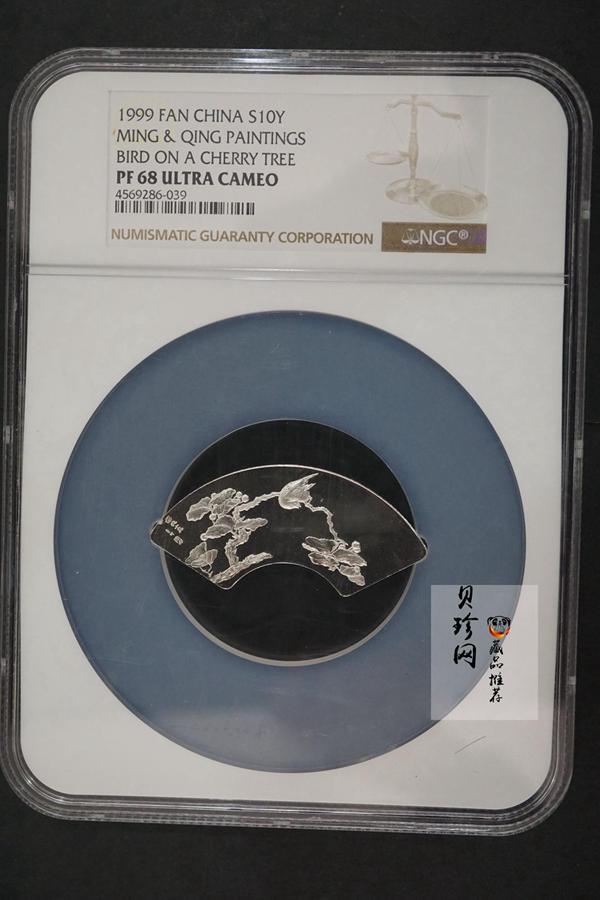 1999 FAN CHINA S10Y
MING & QING PAINTINGS
BIRD ON A CHERRY TREE
PF 68 ULTRA CAMEO
4569286-039
NUMISMATIC GUARANTY CORPORATION
NGC®
贝珍网
藏品推荐